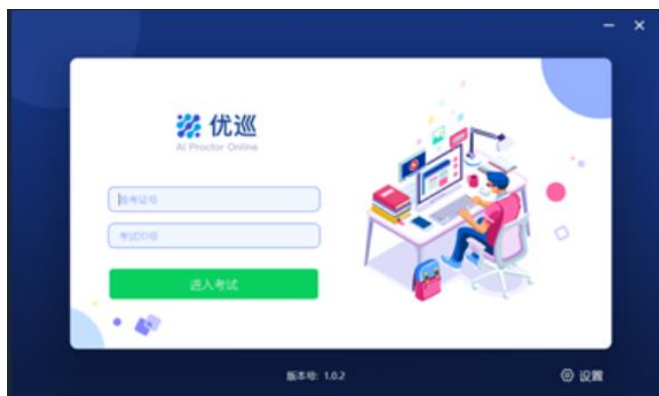 优巡
AI Proctor Online
准考证号
考试ID号
进入考试
版本号: 1.0.2
设置